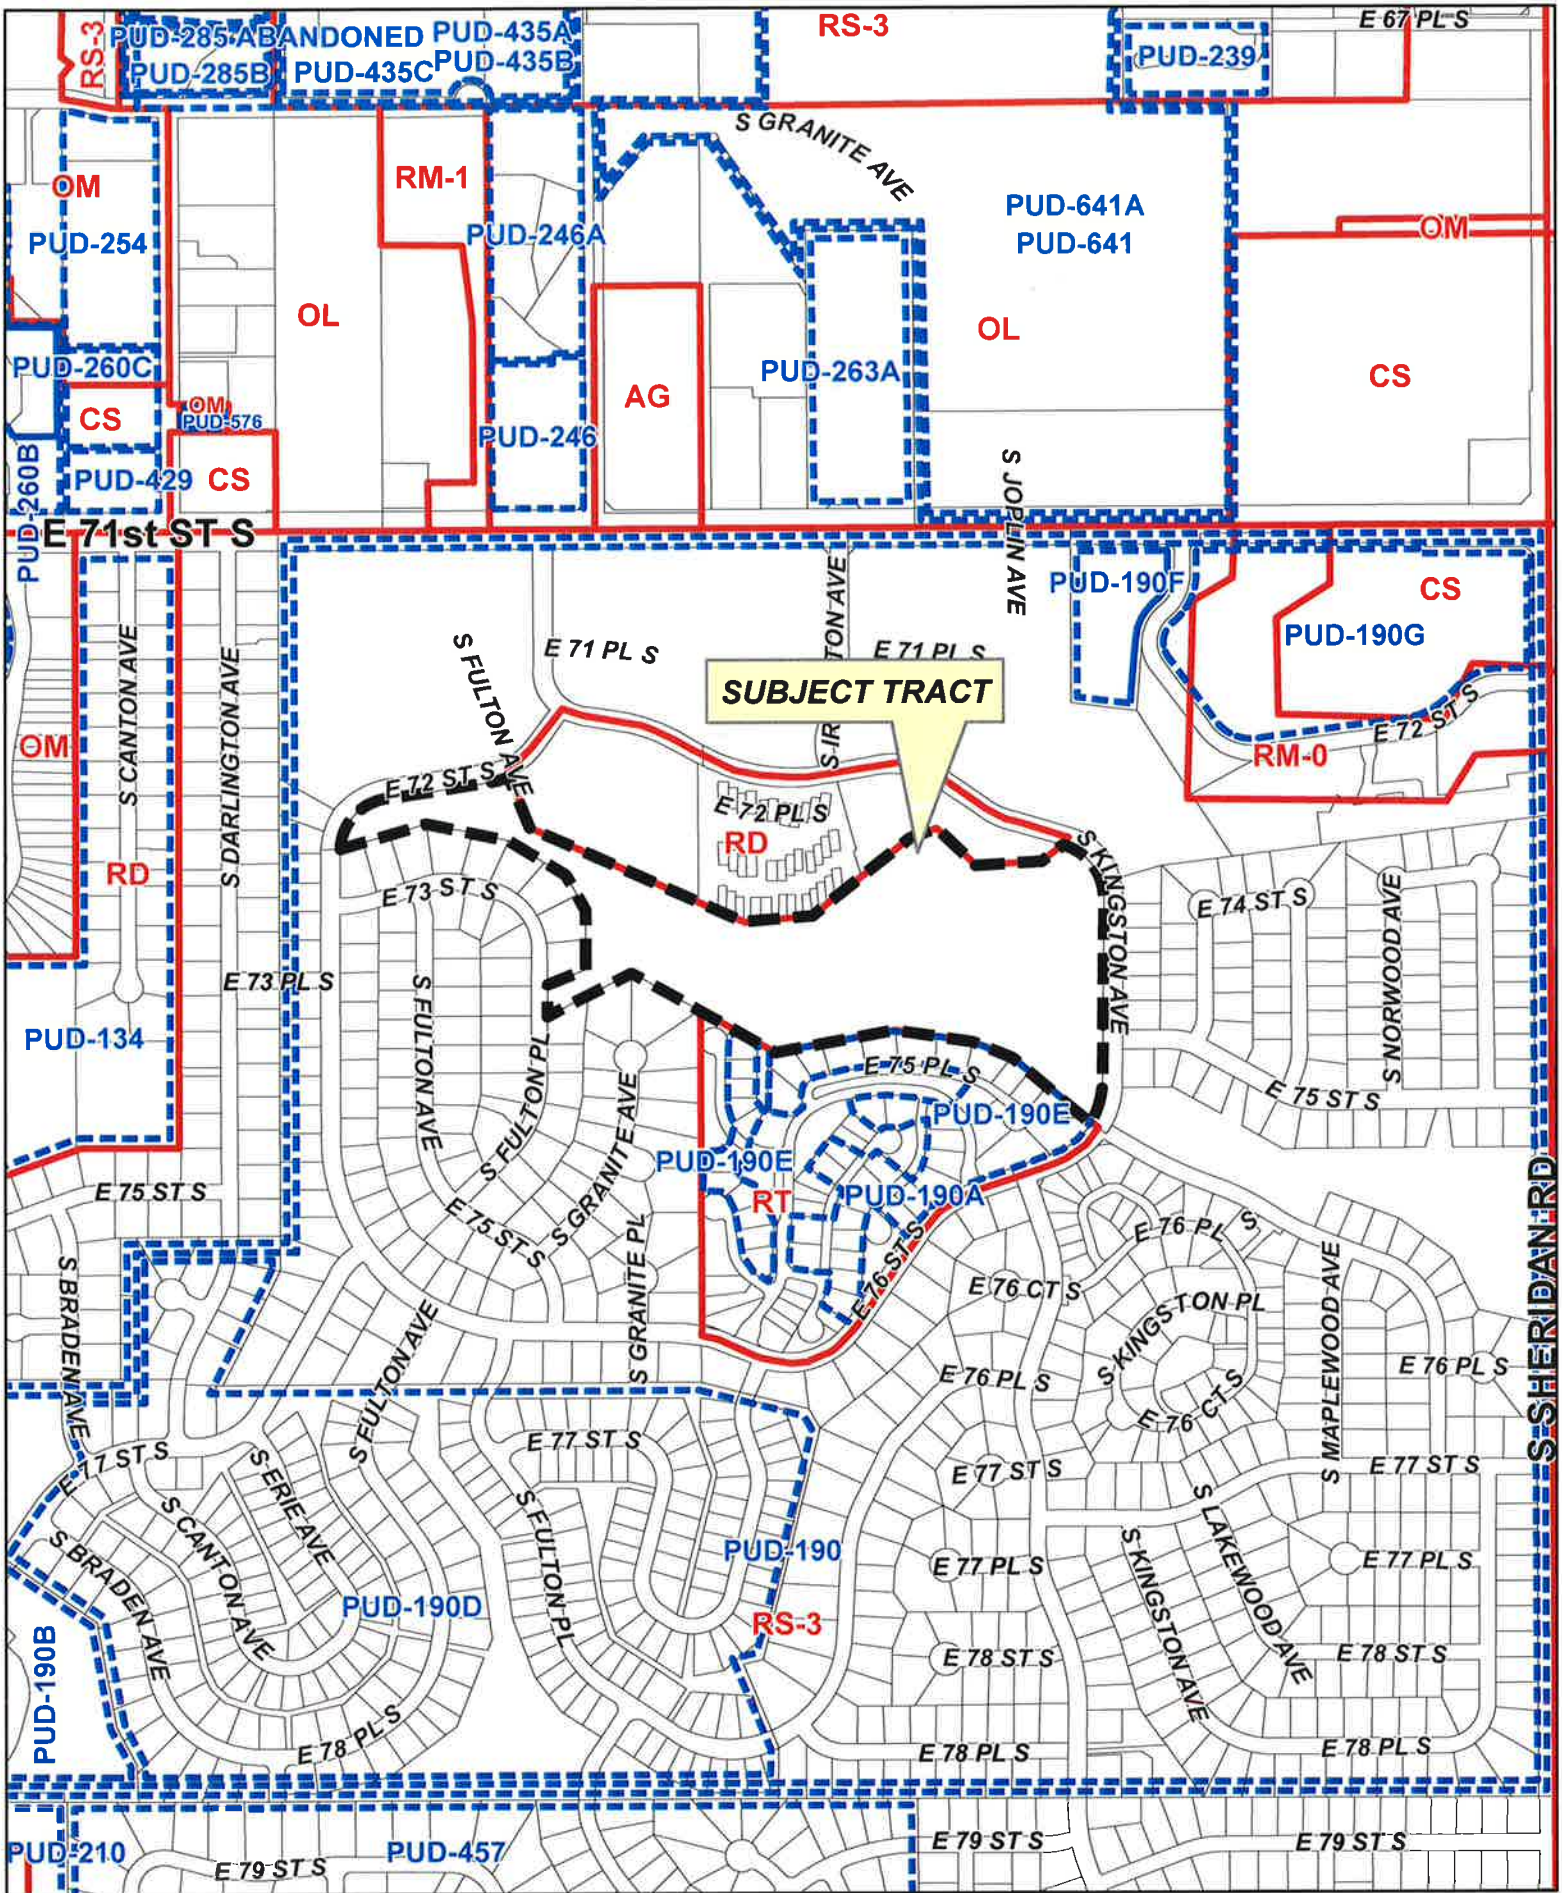 RS-3
PUD-285-ABANDONED
PUD-285B
PUD-435A
PUD-435B
PUD-435C
RS-3
PUD-239
E 67 PL S
S GRANITE AVE
OM
PUD-254
RM-1
PUD-246A
PUD-641A
PUD-641
OM
OL
OL
PUD-260C
CS
OM
PUD-576
AG
PUD-263A
CS
PUD-246
PUD-260B
PUD-429
CS
S JOPLIN AVE
E 71st ST S
PUD-190F
CS
PUD-190G
S CANTON AVE
S DARLINGTON AVE
S FULTON AVE
E 71 PL S
E 71 PL S
SUBJECT TRACT
OM
E 72 ST S
E 72 ST S
RM-0
E 72 PL S
RD
RD
E 73 ST S
S KINGSTON AVE
E 74 ST S
S NORWOOD AVE
E 73 PL S
S FULTON AVE
PUD-134
S FULTON PL
S GRANITE AVE
E 75 PL S
PUD-190E
E 75 ST S
PUD-190E
PUD-190A
RT
E 75 ST S
E 75 ST S
S GRANITE PL
E 76 ST S
E 76 PL S
E 76 CT S
S KINGSTON PL
S MAPLEWOOD AVE
S SHERIDAN RD
S BRADEN AVE
S FULTON AVE
E 76 PL S
E 76 CT S
E 76 PL S
E 77 ST S
E 77 ST S
E 77 ST S
E 77 ST S
S ERIE AVE
S CANTON AVE
S BRADEN AVE
S FULTON PL
PUD-190
E 77 PL S
S KINGSTON AVE
S LAKEWOOD AVE
E 77 PL S
PUD-190D
RS-3
PUD-190B
E 78 ST S
E 78 ST S
E 78 PL S
E 78 PL S
E 78 PL S
PUD-210
E 79 ST S
PUD-457
E 79 ST S
E 79 ST S